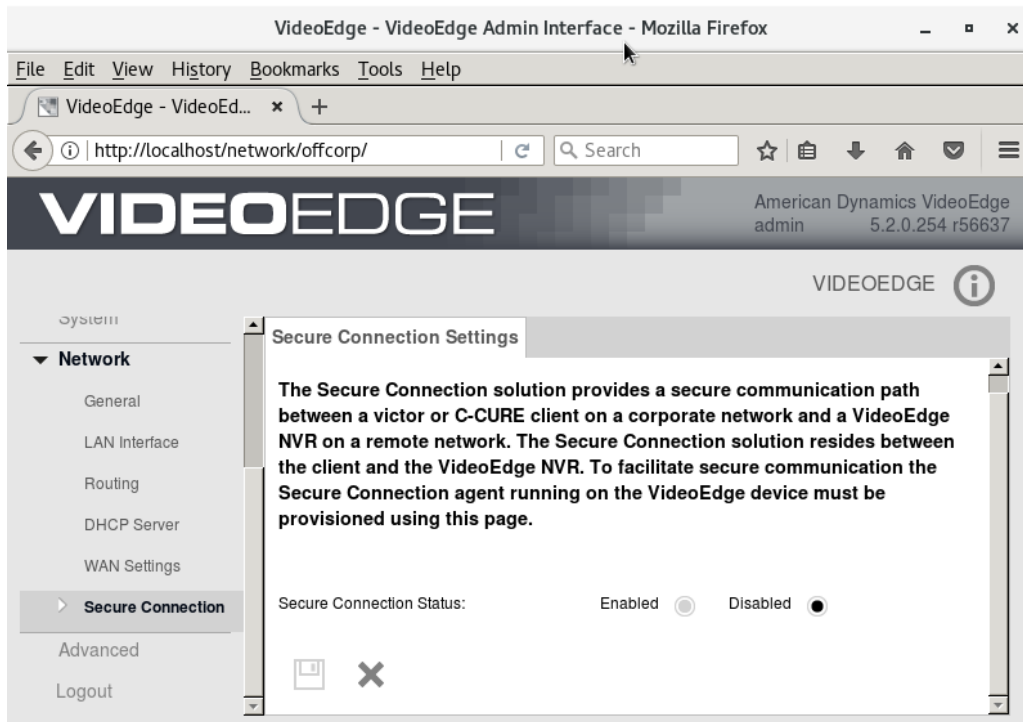 VideoEdge - VideoEdge Admin Interface - Mozilla Firefox
File Edit View History Bookmarks Tools Help
VideoEdge - VideoEd...
http://localhost/network/offcorp/
Search
VIDEOEDGE
American Dynamics VideoEdge
admin 5.2.0.254 r56637
VIDEOEDGE
System
Network
General
LAN Interface
Routing
DHCP Server
WAN Settings
Secure Connection
Advanced
Logout
Secure Connection Settings
The Secure Connection solution provides a secure communication path
between a victor or C-CURE client on a corporate network and a VideoEdge
NVR on a remote network. The Secure Connection solution resides between
the client and the VideoEdge NVR. To facilitate secure communication the
Secure Connection agent running on the VideoEdge device must be
provisioned using this page.
Secure Connection Status: Enabled Disabled